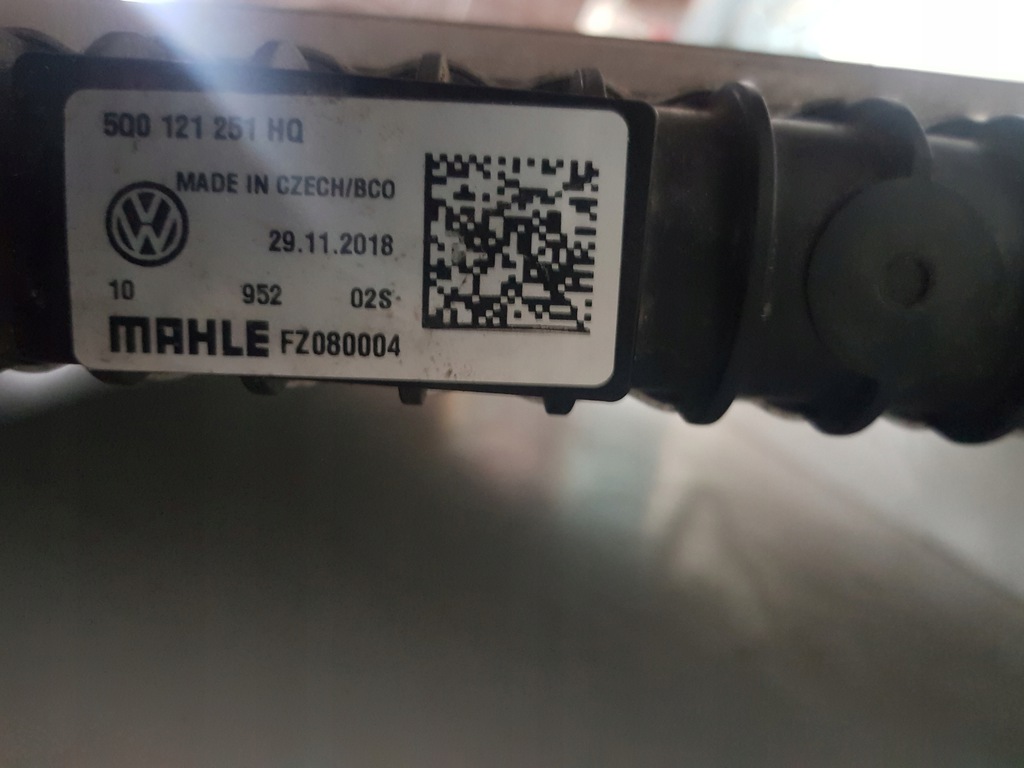 5Q0 121 251 HQ
MADE IN CZECH/BCO
29.11.2018
10 952 02S
MAHLE FZ080004